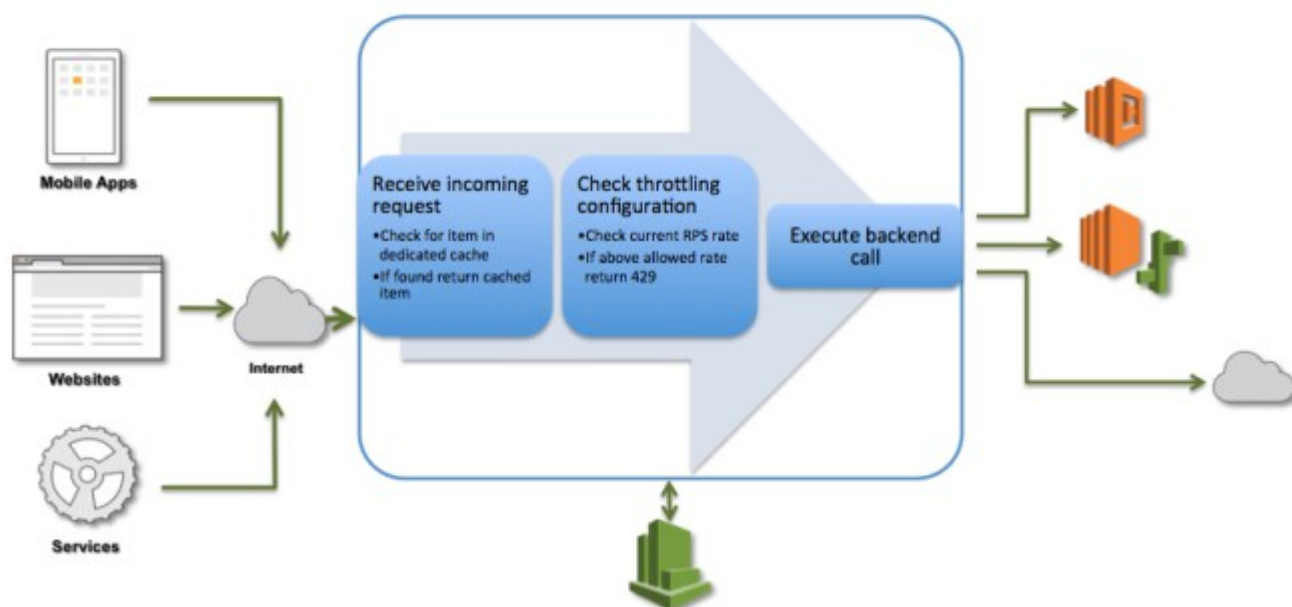 Mobile Apps
Websites
Services
Internet
Receive incoming
request
•Check for item in
dedicated cache
•If found return cached
item
Check throttling
configuration
•Check current RPS rate
•If above allowed rate
return 429
Execute backend
call